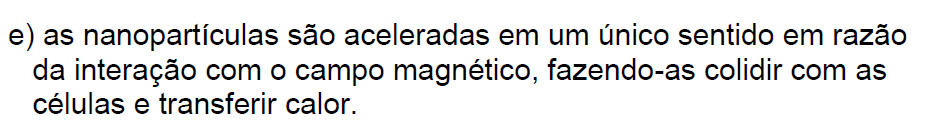 e) as nanopartículas são aceleradas em um único sentido em razão
da interação com o campo magnético, fazendo-as colidir com as
células e transferir calor.